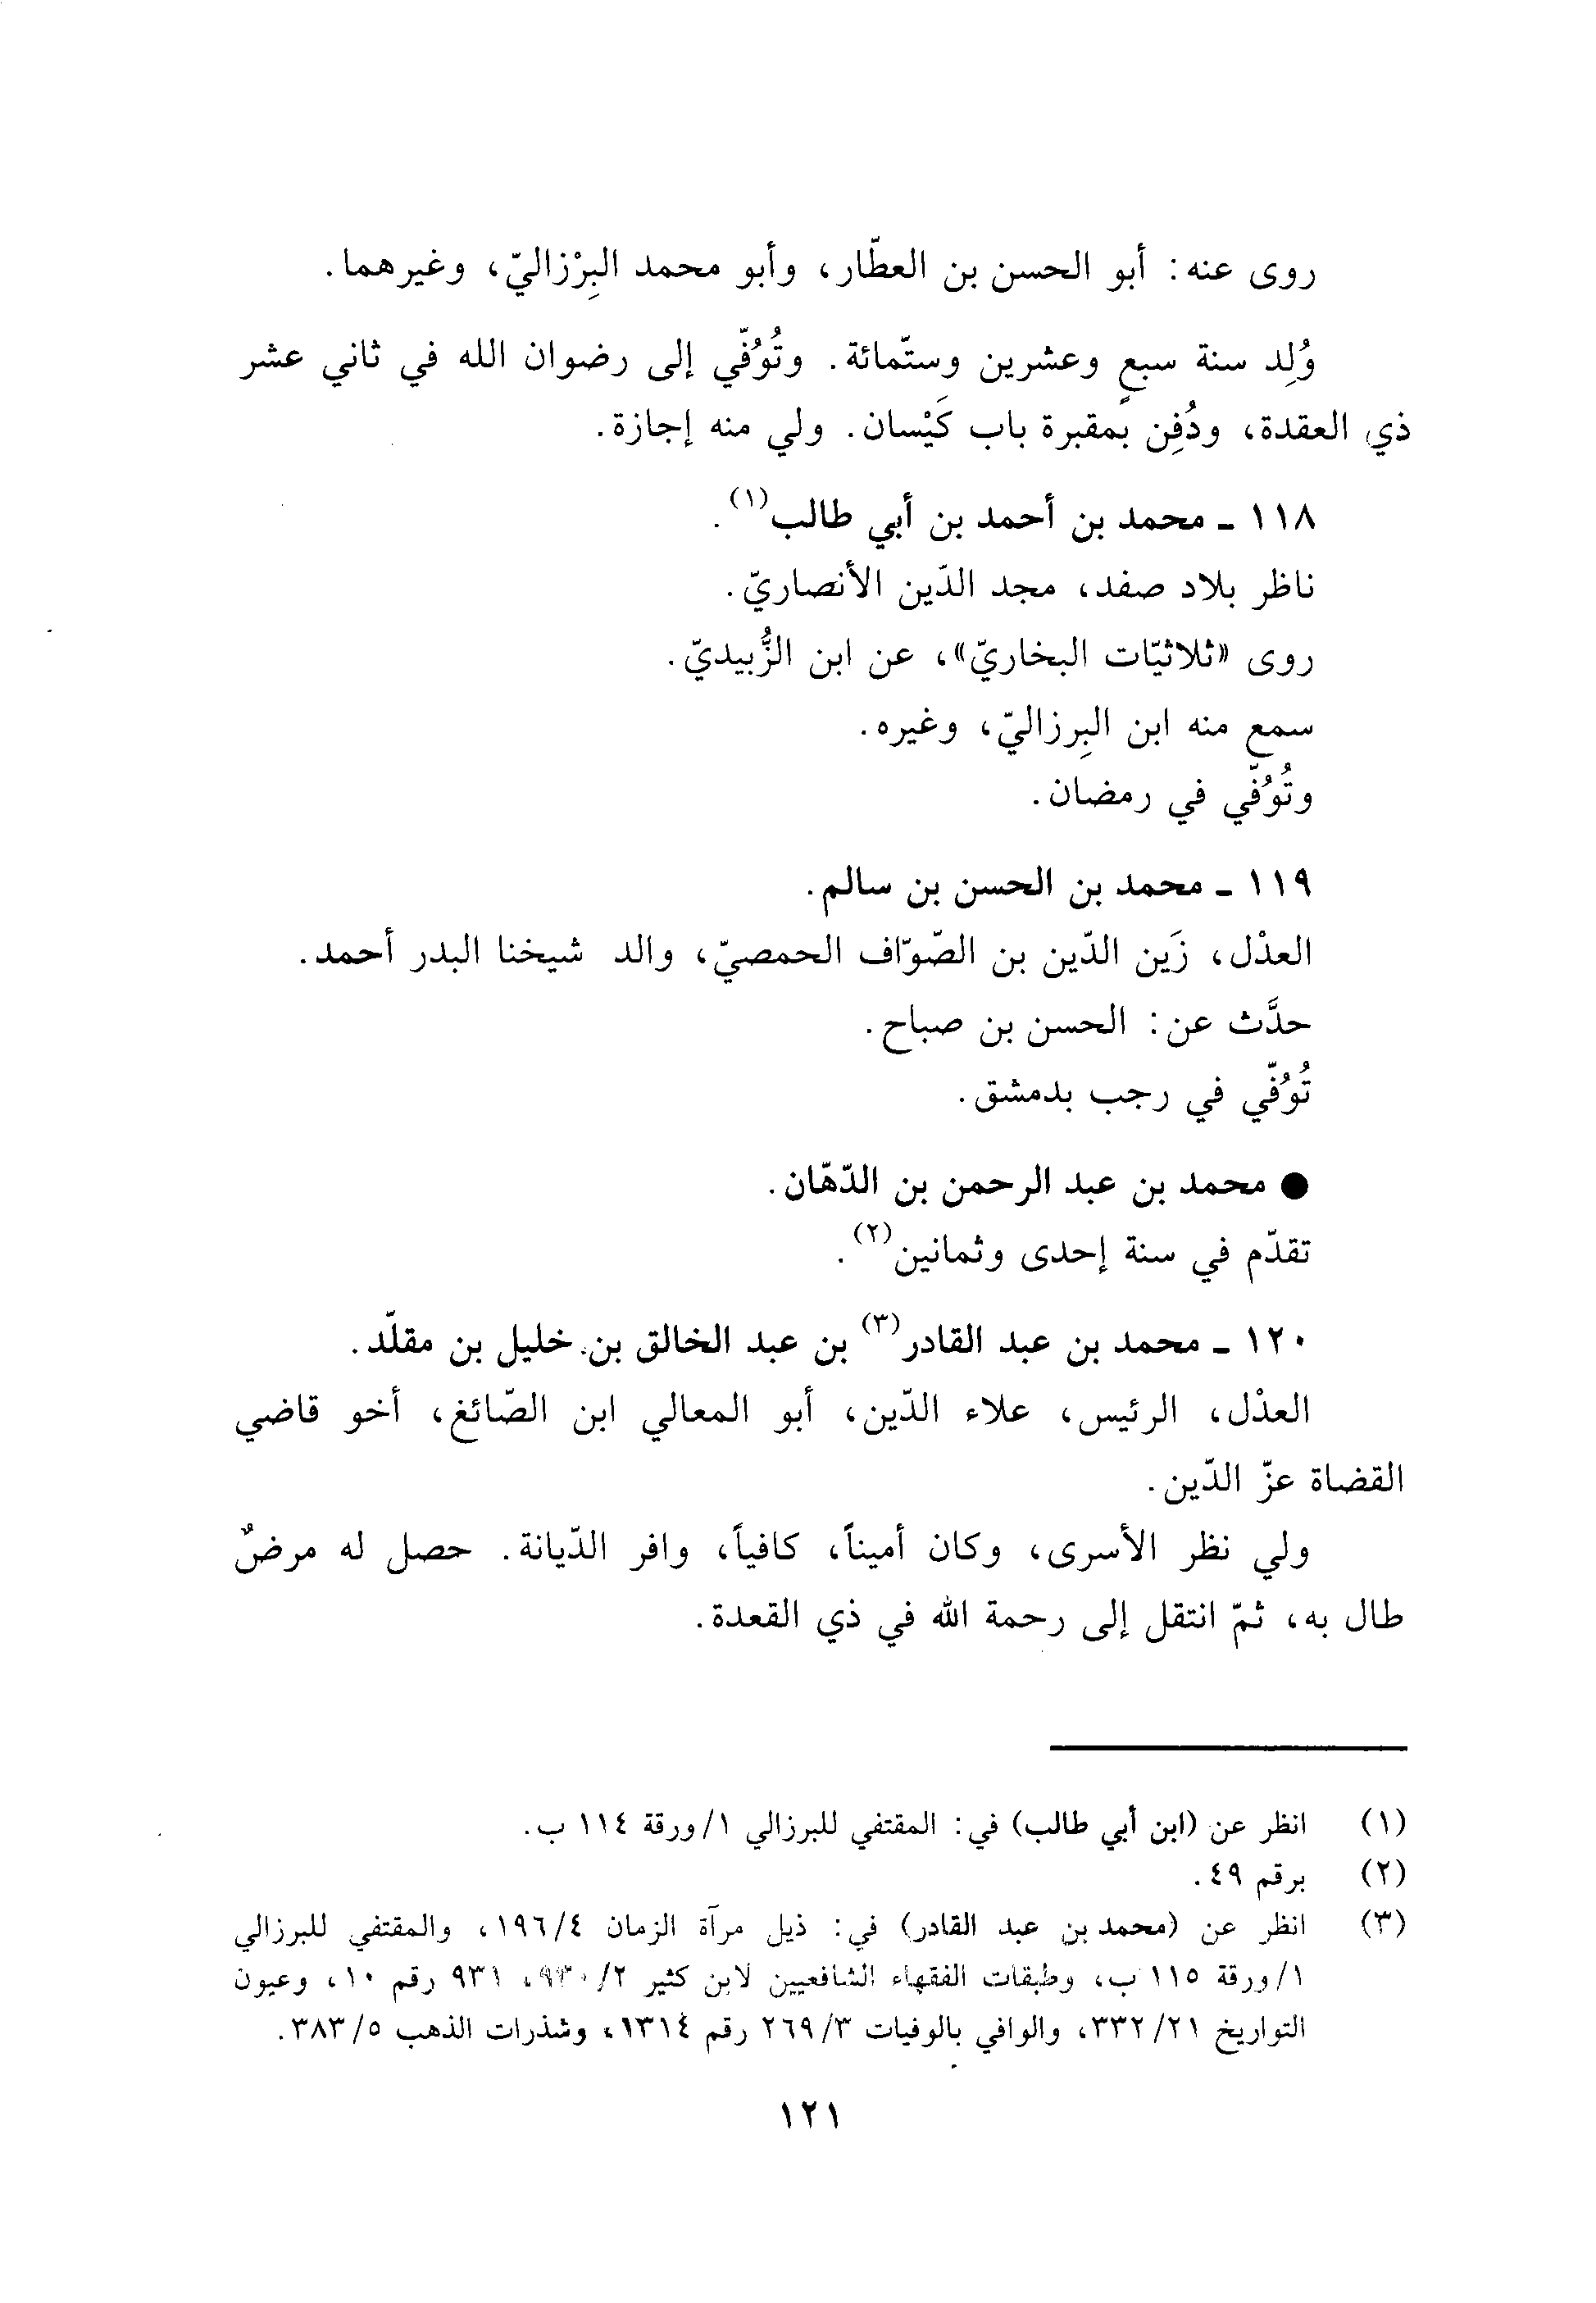 روى عنه: أبو الحسن بن العطّار، وأبو محمد البِرْزاليّ، وغيرهما.
وُلِد سنة سبعٍ وعشرين وستّمائة. وتُوُفّي إلى رضوان الله في ثاني عشر
ذي العقدة، ودُفِن بمقبرة باب كَيْسان. ولي منه إجازة.
١١٨ ـ محمد بن أحمد بن أبي طالب(١).
ناظر بلاد صفد، مجد الدّين الأنصاريّ.
روى «ثلاثيّات البخاريّ»، عن ابن الزُّبيديّ.
سمع منه ابن البِرزاليّ، وغيره.
وتُوُفّي في رمضان.
١١٩ ـ محمد بن الحسن بن سالم.
العدْل، زَين الدّين بن الصّوّاف الحمصيّ، والد شيخنا البدر أحمد.
حدَّث عن: الحسن بن صباح.
تُوُفّي في رجب بدمشق.
● محمد بن عبد الرحمن بن الدّهّان.
تقدّم في سنة إحدى وثمانين(٢).
١٢٠ ـ محمد بن عبد القادر(٣) بن عبد الخالق بن خليل بن مقلّد.
العدْل، الرئيس، علاء الدّين، أبو المعالي ابن الصّائغ، أخو قاضي
القضاة عزّ الدّين.
ولي نظر الأسرى، وكان أميناً، كافياً، وافر الدّيانة. حصل له مرضٌ
طال به، ثمّ انتقل إلى رحمة الله في ذي القعدة.
(١) انظر عن (ابن أبي طالب) في: المقتفي للبرزالي ١/ورقة ١١٤ ب.
(٢) برقم ٤٩.
(٣) انظر عن (محمد بن عبد القادر) في: ذيل مرآة الزمان ١٩٦/٤، والمقتفي للبرزالي
١/ورقة ١١٥ ب، وطبقات الفقهاء الشافعيين لابن كثير ٢/ ٩٣٠، ٩٣١ رقم ١٠، وعيون
التواريخ ٢١/ ٣٣٢، والوافي بالوفيات ٣/ ٢٦٩ رقم ١٣١٤، وشذرات الذهب ٥/ ٣٨٣.
١٢١